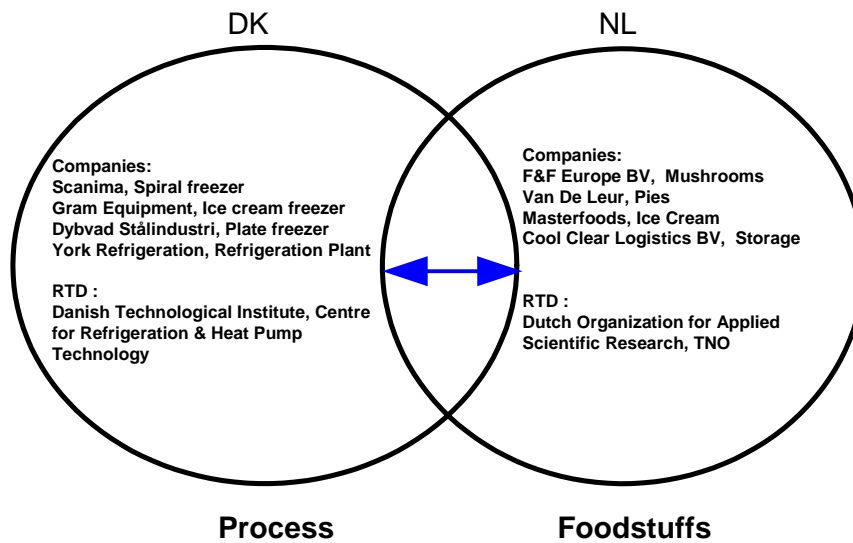 DK
NL
Companies:
Scanima, Spiral freezer
Gram Equipment, Ice cream freezer
Dybvad Stålindustri, Plate freezer
York Refrigeration, Refrigeration Plant
RTD :
Danish Technological Institute, Centre
for Refrigeration & Heat Pump
Technology
Companies:
F&F Europe BV, Mushrooms
Van De Leur, Pies
Masterfoods, Ice Cream
Cool Clear Logistics BV, Storage
RTD :
Dutch Organization for Applied
Scientific Research, TNO
Process
Foodstuffs